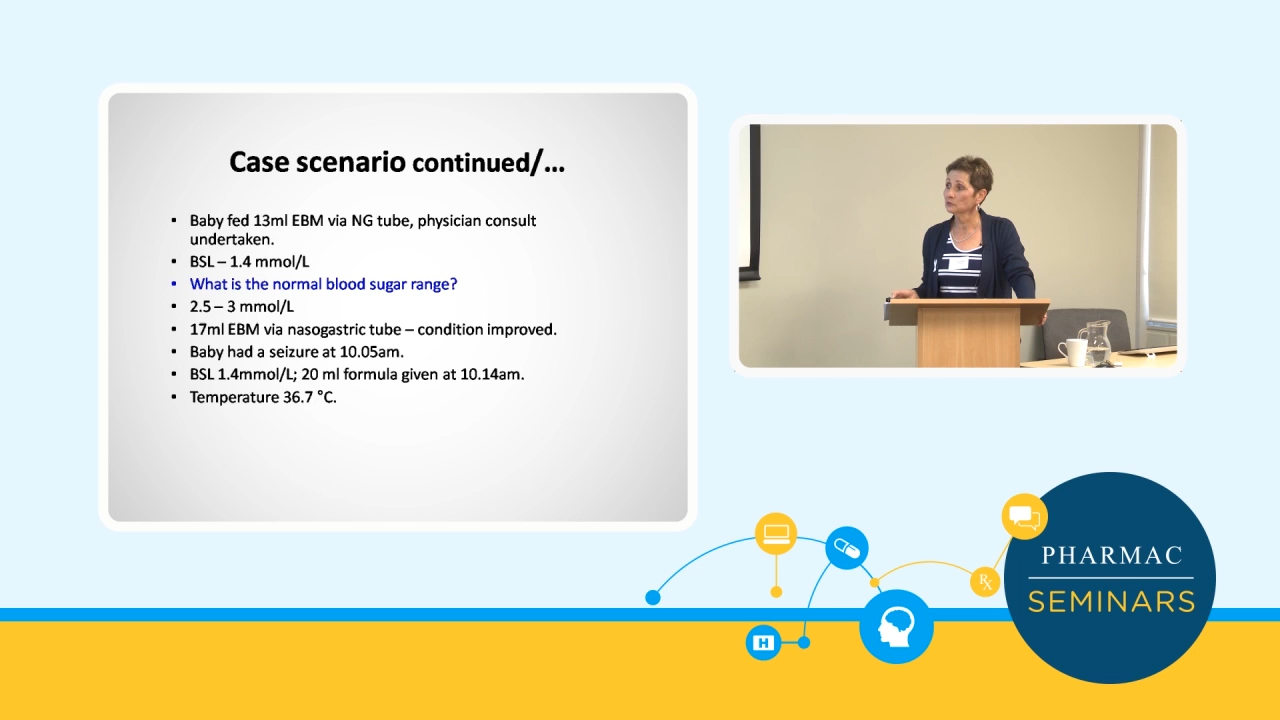 Case scenario continued/...
• Baby fed 13ml EBM via NG tube, physician consult
undertaken.
• BSL – 1.4 mmol/L
• What is the normal blood sugar range?
• 2.5 – 3 mmol/L
• 17ml EBM via nasogastric tube – condition improved.
• Baby had a seizure at 10.05am.
• BSL 1.4mmol/L; 20 ml formula given at 10.14am.
• Temperature 36.7 °C.
Rx
H
PHARMAC
SEMINARS